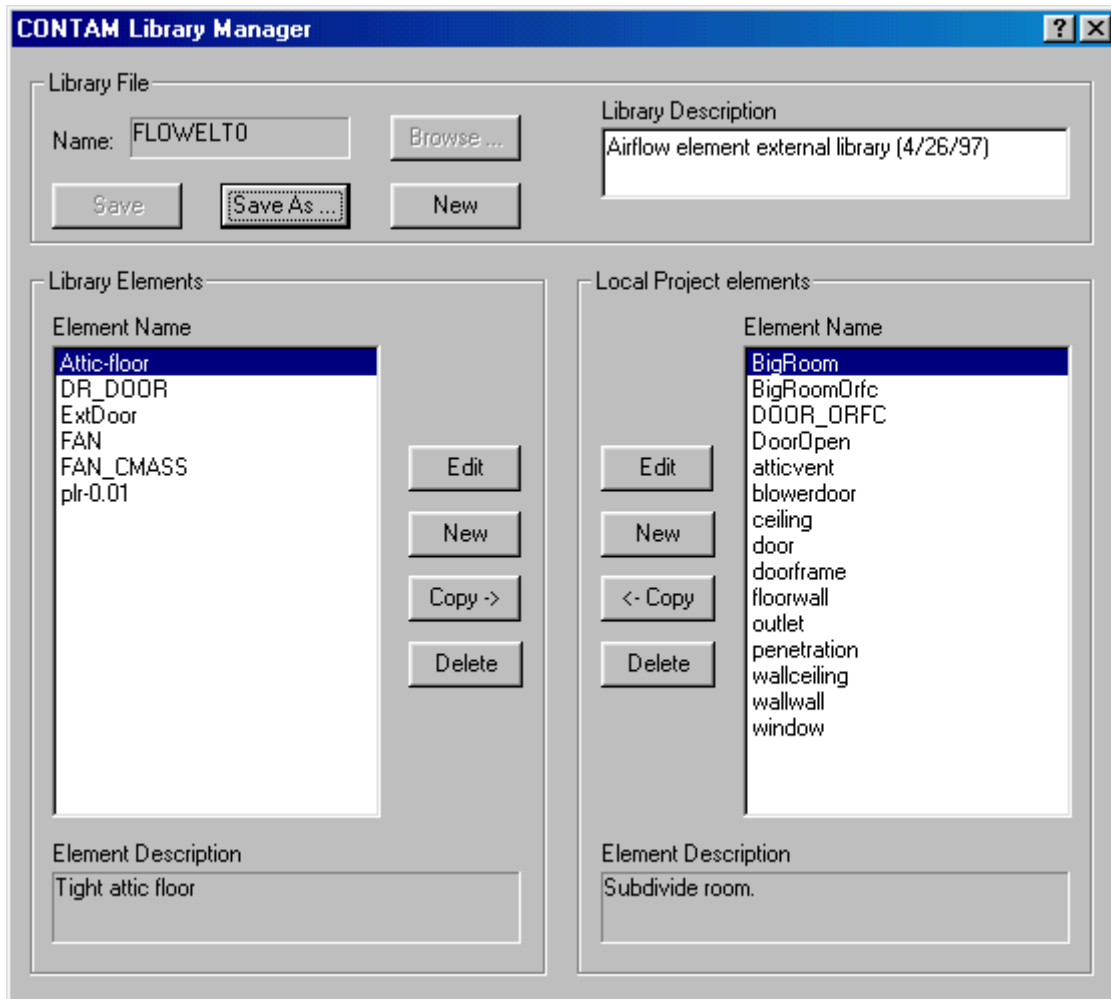 CONTAM Library Manager
Library File
Name: FLOWELT0
Browse ...
Library Description
Airflow element external library (4/26/97)
Save
Save As ...
New
Library Elements
Element Name
Attic-floor
DR_DOOR
ExtDoor
FAN
FAN_CMASS
plr-0.01
Edit
New
Copy ->
Delete
Element Description
Tight attic floor
Local Project elements
Element Name
BigRoom
BigRoomOrfc
DOOR_ORFC
DoorOpen
atticvent
blowerdoor
ceiling
door
doorframe
floorwall
outlet
penetration
wallceiling
wallwall
window
Edit
New
<- Copy
Delete
Element Description
Subdivide room.